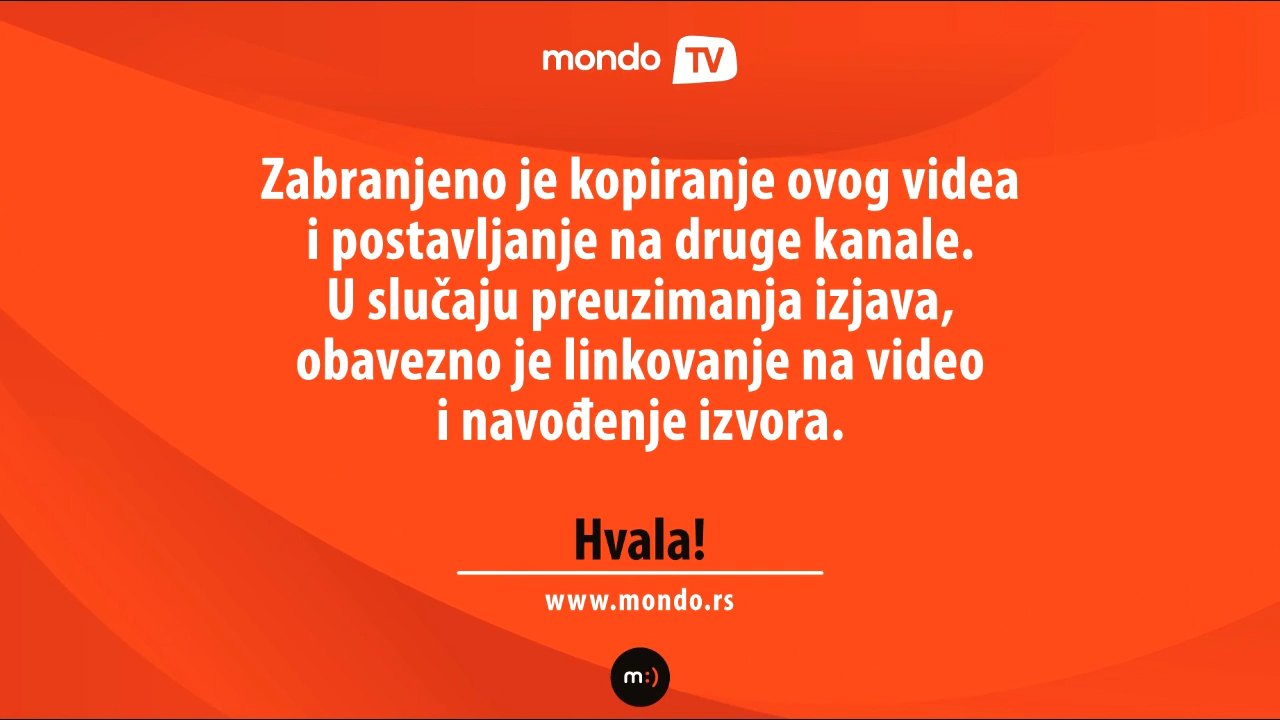 mondo TV
Zabranjeno je kopiranje ovog videa
i postavljanje na druge kanale.
U slučaju preuzimanja izjava,
obavezno je linkovanje na video
i navođenje izvora.
Hvala!
www.mondo.rs
m:)